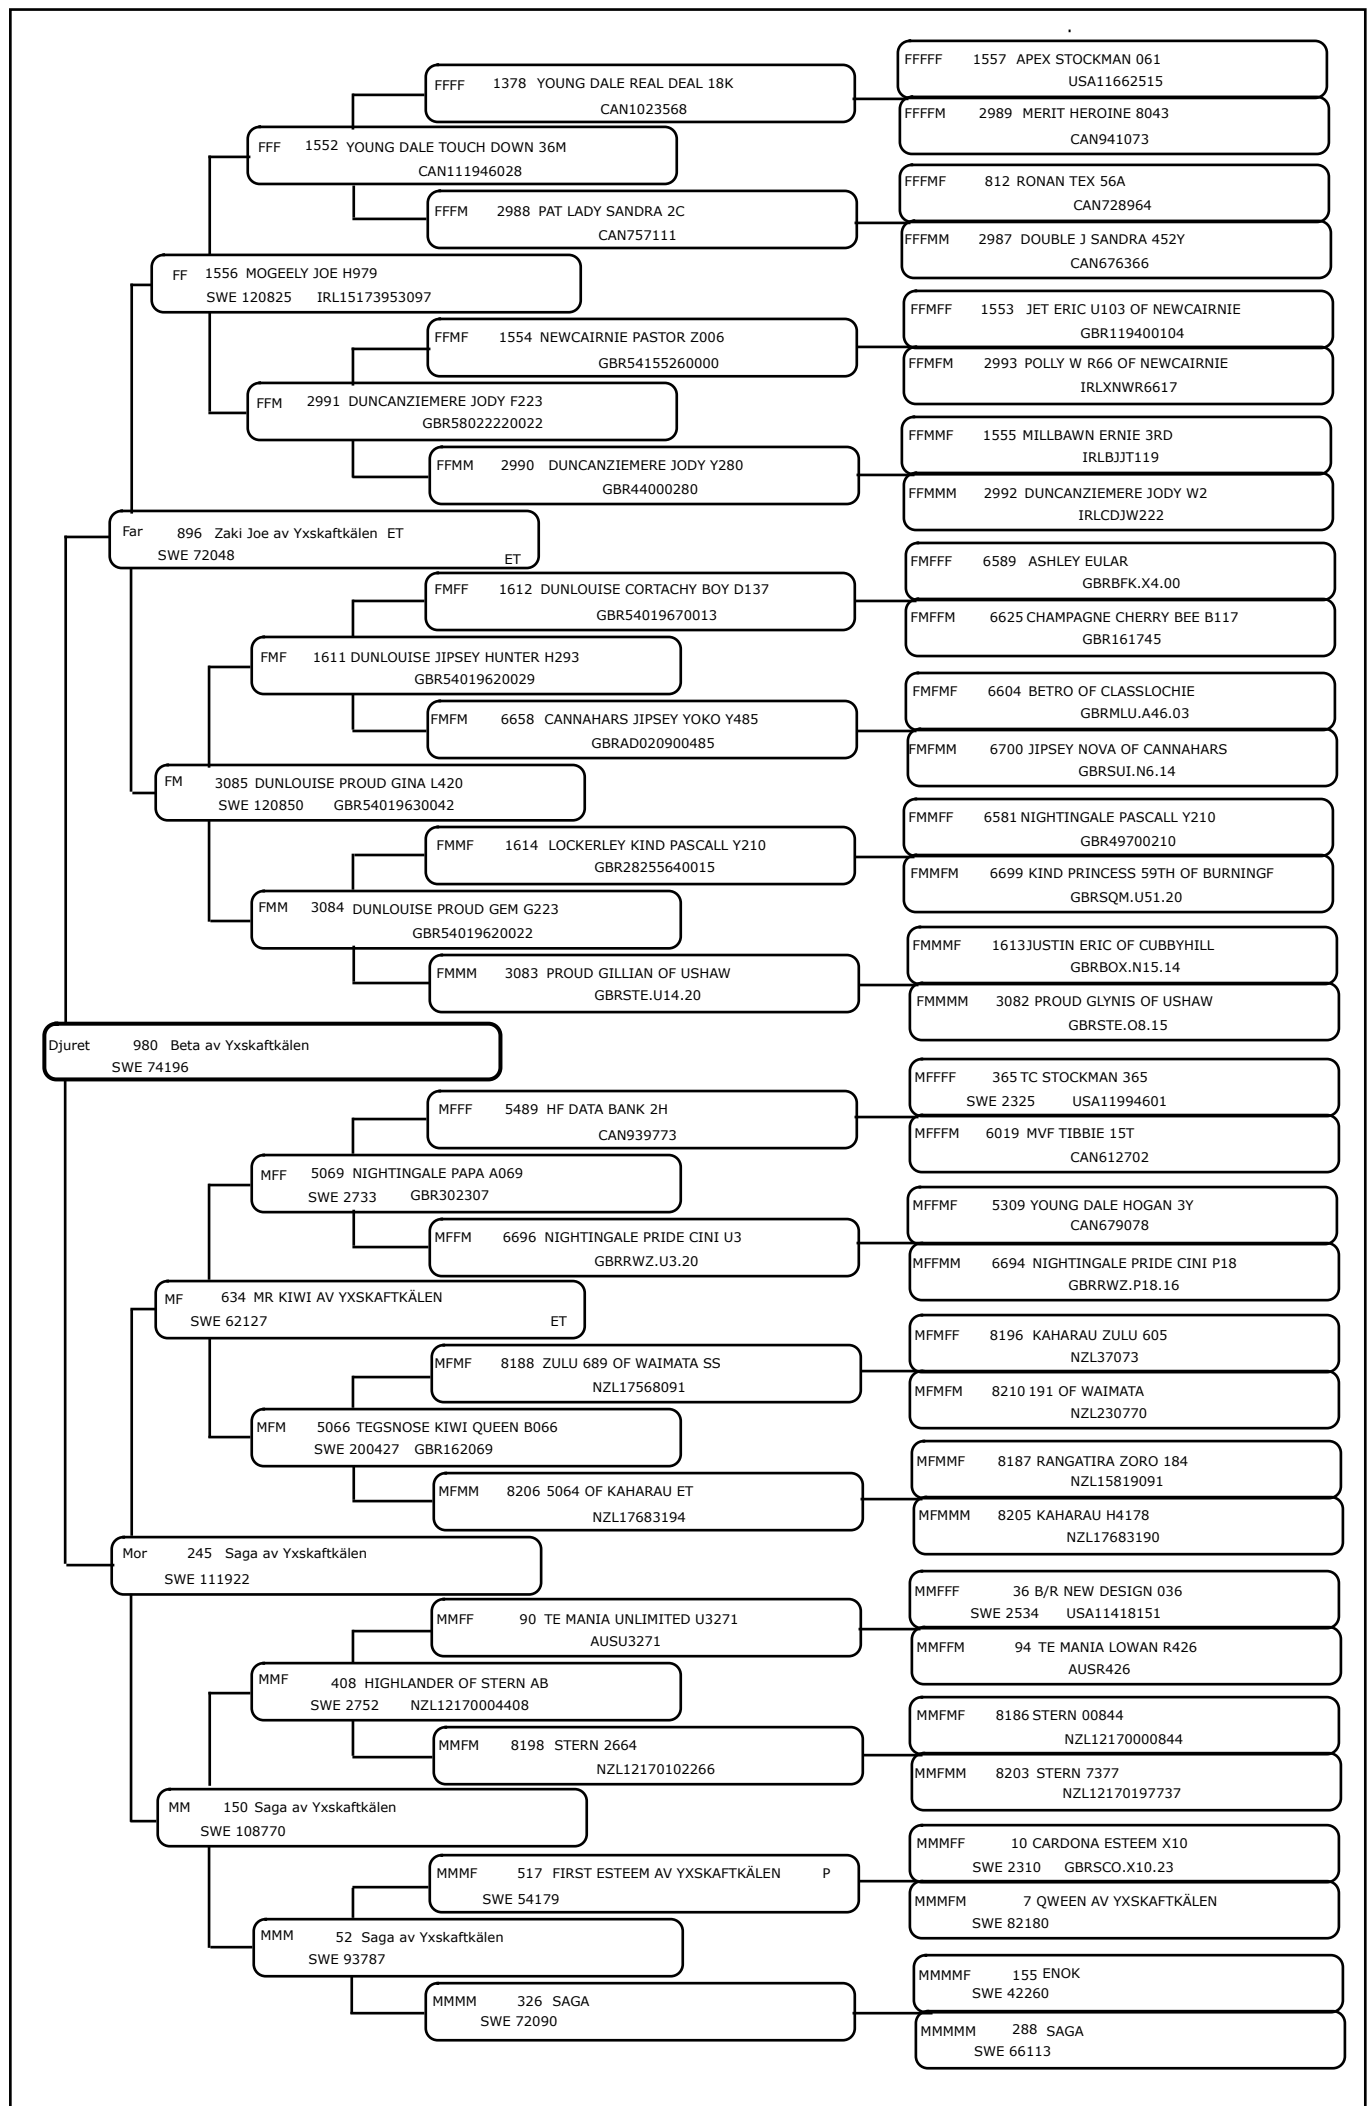 FFFFF 1557 APEX STOCKMAN 061
USA11662515
FFFF 1378 YOUNG DALE REAL DEAL 18K
CAN1023568
FFFFM 2989 MERIT HEROINE 8043
CAN941073
FFF 1552 YOUNG DALE TOUCH DOWN 36M
CAN111946028
FFFMF 812 RONAN TEX 56A
CAN728964
FFFM 2988 PAT LADY SANDRA 2C
CAN757111
FFFMM 2987 DOUBLE J SANDRA 452Y
CAN676366
FF 1556 MOGEELY JOE H979
SWE 120825 IRL15173953097
FFMFF 1553 JET ERIC U103 OF NEWCAIRNIE
GBR119400104
FFMF 1554 NEWCAIRNIE PASTOR Z006
GBR54155260000
FFMFM 2993 POLLY W R66 OF NEWCAIRNIE
IRLXNWR6617
FFM 2991 DUNCANZIEMERE JODY F223
GBR58022220022
FFMMF 1555 MILLBAWN ERNIE 3RD
IRLBJJT119
FFMM 2990 DUNCANZIEMERE JODY Y280
GBR44000280
FFMMM 2992 DUNCANZIEMERE JODY W2
IRLCDJW222
Far 896 Zaki Joe av Yxskaftkälen ET
SWE 72048 ET
FMFFF 6589 ASHLEY EULAR
GBRBFK.X4.00
FMFF 1612 DUNLOUISE CORTACHY BOY D137
GBR54019670013
FMFFM 6625 CHAMPAGNE CHERRY BEE B117
GBR161745
FMF 1611 DUNLOUISE JIPSEY HUNTER H293
GBR54019620029
FMFMF 6604 BETRO OF CLASSLOCHIE
GBRMLU.A46.03
FMFM 6658 CANNAHARS JIPSEY YOKO Y485
GBRAD020900485
FMFMM 6700 JIPSEY NOVA OF CANNAHARS
GBRSUI.N6.14
FM 3085 DUNLOUISE PROUD GINA L420
SWE 120850 GBR54019630042
FMMFF 6581 NIGHTINGALE PASCALL Y210
GBR49700210
FMMF 1614 LOCKERLEY KIND PASCALL Y210
GBR28255640015
FMMFM 6699 KIND PRINCESS 59TH OF BURNINGF
GBRSQM.U51.20
FMM 3084 DUNLOUISE PROUD GEM G223
GBR54019620022
FMMMF 1613 JUSTIN ERIC OF CUBBYHILL
GBRBOX.N15.14
FMMM 3083 PROUD GILLIAN OF USHAW
GBRSTE.U14.20
FMMMM 3082 PROUD GLYNIS OF USHAW
GBRSTE.O8.15
Djuret 980 Beta av Yxskaftkälen
SWE 74196
MFFFF 365 TC STOCKMAN 365
SWE 2325 USA11994601
MFFF 5489 HF DATA BANK 2H
CAN939773
MFFFM 6019 MVF TIBBIE 15T
CAN612702
MFF 5069 NIGHTINGALE PAPA A069
SWE 2733 GBR302307
MFFMF 5309 YOUNG DALE HOGAN 3Y
CAN679078
MFFM 6696 NIGHTINGALE PRIDE CINI U3
GBRRWZ.U3.20
MFFMM 6694 NIGHTINGALE PRIDE CINI P18
GBRRWZ.P18.16
MF 634 MR KIWI AV YXSKAFTKÄLEN
SWE 62127 ET
MFMFF 8196 KAHARAU ZULU 605
NZL37073
MFMF 8188 ZULU 689 OF WAIMATA SS
NZL17568091
MFMFM 8210 191 OF WAIMATA
NZL230770
MFM 5066 TEGSNOSE KIWI QUEEN B066
SWE 200427 GBR162069
MFMMF 8187 RANGATIRA ZORO 184
NZL15819091
MFMM 8206 5064 OF KAHARAU ET
NZL17683194
MFMMM 8205 KAHARAU H4178
NZL17683190
Mor 245 Saga av Yxskaftkälen
SWE 111922
MMFFF 36 B/R NEW DESIGN 036
SWE 2534 USA11418151
MMFF 90 TE MANIA UNLIMITED U3271
AUSU3271
MMFFM 94 TE MANIA LOWAN R426
AUSR426
MMF 408 HIGHLANDER OF STERN AB
SWE 2752 NZL12170004408
MMFMF 8186 STERN 00844
NZL12170000844
MMFM 8198 STERN 2664
NZL12170102266
MMFMM 8203 STERN 7377
NZL12170197737
MM 150 Saga av Yxskaftkälen
SWE 108770
MMMFF 10 CARDONA ESTEEM X10
SWE 2310 GBRSCO.X10.23
MMMF 517 FIRST ESTEEM AV YXSKAFTKÄLEN P
SWE 54179
MMMFM 7 QWEEN AV YXSKAFTKÄLEN
SWE 82180
MMM 52 Saga av Yxskaftkälen
SWE 93787
MMMMF 155 ENOK
SWE 42260
MMMM 326 SAGA
SWE 72090
MMMMM 288 SAGA
SWE 66113